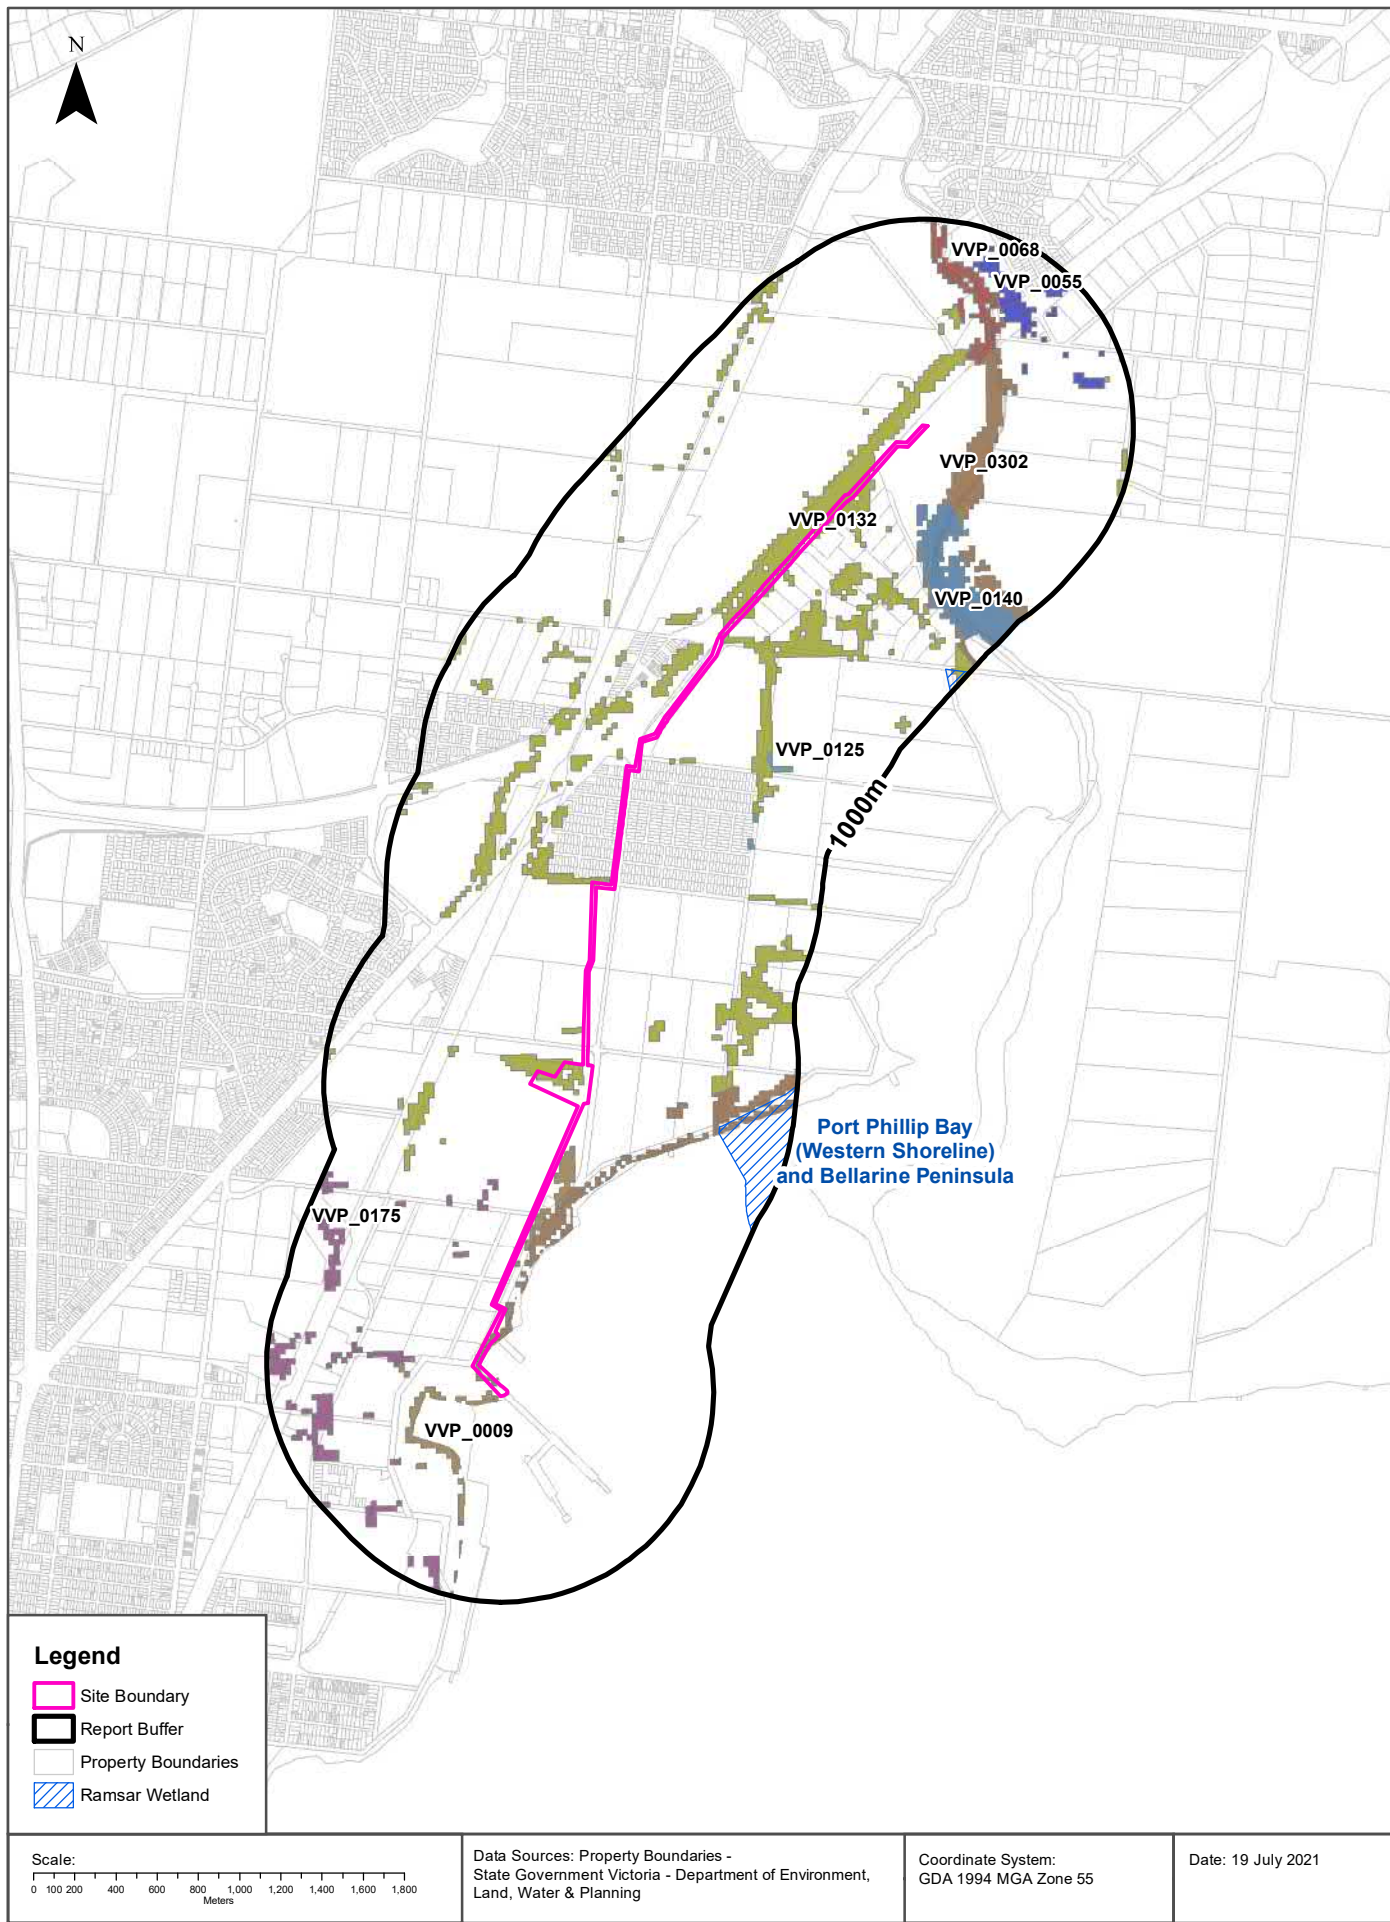 N
VVP_0068
VVP_0055
VVP_0302
VVP_0132
VVP_0140
VVP_0125
1000m
Port Phillip Bay
(Western Shoreline)
and Bellarine Peninsula
VVP_0175
VVP_0009
Legend
Site Boundary
Report Buffer
Property Boundaries
Ramsar Wetland
Scale:
0 100 200 400 600 800 1,000 1,200 1,400 1,600 1,800
Meters
Data Sources: Property Boundaries -
State Government Victoria - Department of Environment,
Land, Water & Planning
Coordinate System:
GDA 1994 MGA Zone 55
Date: 19 July 2021